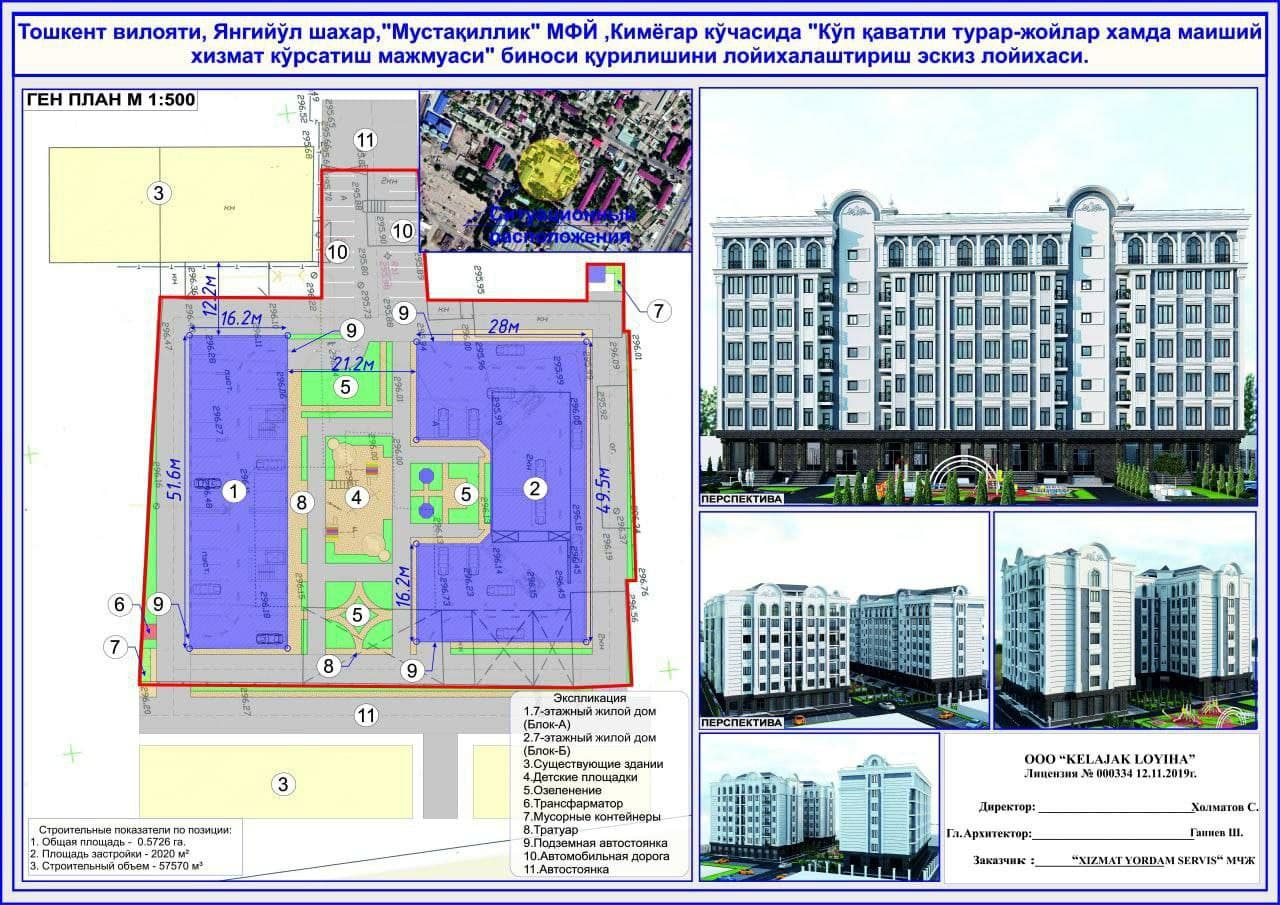 Тошкент вилояти, Янгийўл шахар,"Мустақиллик" МФЙ ,Кимёгар кўчасида "Кўп қаватли турар-жойлар хамда маиший
хизмат кўрсатиш мажмуаси" биноси қурилишини лойихалаштириш эскиз лойихаси.
ГЕН ПЛАН М 1:500
Ситуационный
расположения
3
11
10
10
12.2м
16.2м
9
9
28м
7
21.2м
5
51.6м
1
8
4
5
2
49.5м
16.2м
6
9
5
7
8
9
11
3
Экспликация
1.7-этажный жилой дом
(Блок-А)
2.7-этажный жилой дом
(Блок-Б)
3.Существующие здании
4.Детские площадки
5.Озеленение
6.Трансфарматор
7.Мусорные контейнеры
8.Тратуар
9.Подземная автостоянка
10.Автомобильная дорога
11.Автостоянка
Строительные показатели по позиции:
1. Общая площадь - 0.5726 га.
2. Площадь застройки - 2020 м²
3. Строительный объем - 57570 м³
ПЕРСПЕКТИВА
ПЕРСПЕКТИВА
ООО “KELAJAK LOYIHA”
Лицензия № 000334 12.11.2019г.
Директор: Холматов С.
Гл.Архитектор: Ганиев Ш.
Заказчик : “XIZMAT YORDAM SERVIS“ МЧЖ